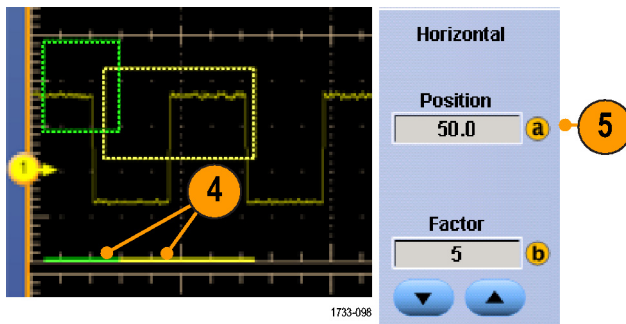 1
4
1733-098
Horizontal
Position
50.0 a
5
Factor
5 b